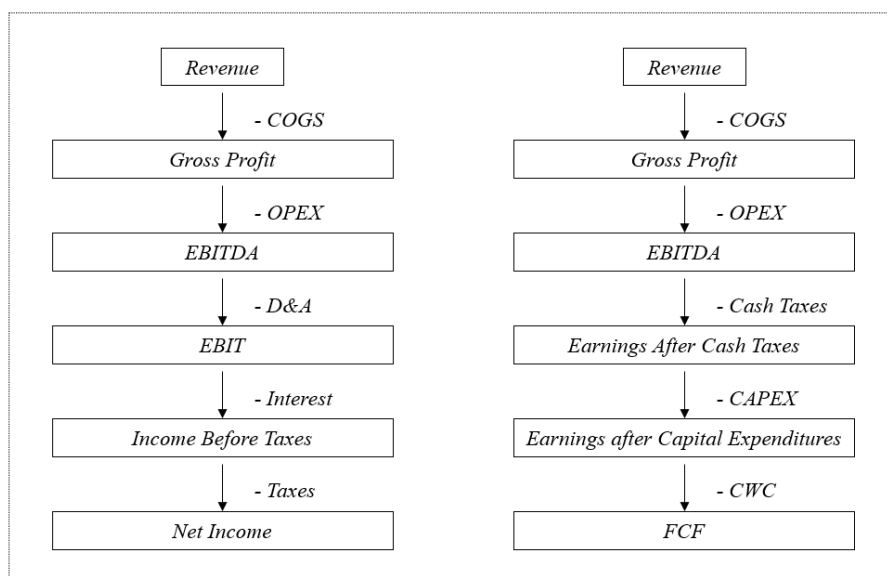 Revenue
- COGS
Gross Profit
- OPEX
EBITDA
- D&A
EBIT
- Interest
Income Before Taxes
- Taxes
Net Income
Revenue
- COGS
Gross Profit
- OPEX
EBITDA
- Cash Taxes
Earnings After Cash Taxes
- CAPEX
Earnings after Capital Expenditures
- CWC
FCF